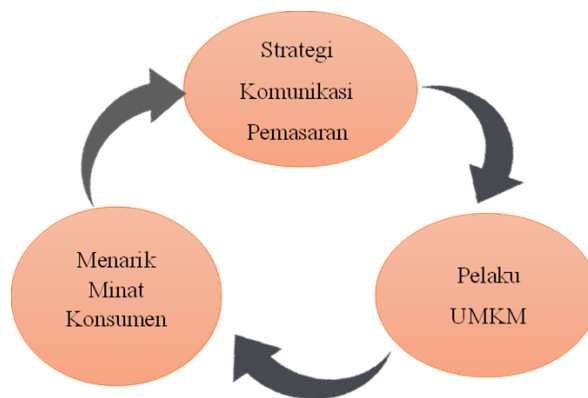 Strategi
Komunikasi
Pemasaran
Menarik
Minat
Konsumen
Pelaku
UMKM